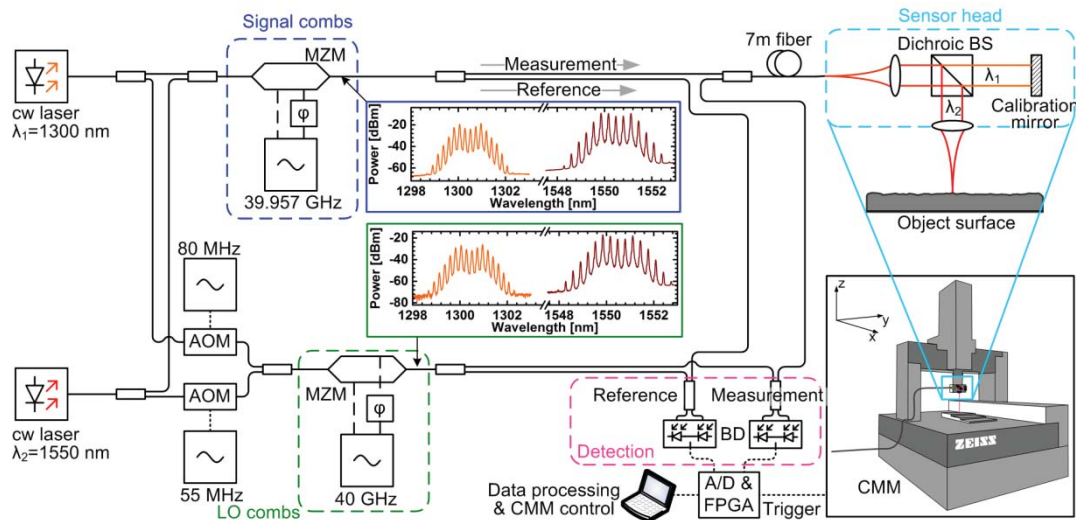 Signal combs
Sensor head
MZM
7m fiber
Dichroic BS
Measurement
Reference
λ1
λ2
Calibration
mirror
cw laser
λ1=1300 nm
φ
Power [dBm]
-20
-40
-60
1298
1300
1302
1548
1550
1552
Wavelength [nm]
39.957 GHz
Object surface
80 MHz
Power [dBm]
-20
-40
-60
-80
1298
1300
1302
1548
1550
1552
Wavelength [nm]
z
y
x
AOM
AOM
MZM
φ
cw laser
λ2=1550 nm
Reference
Measurement
BD
Detection
55 MHz
40 GHz
LO combs
Data processing
& CMM control
A/D &
FPGA
Trigger
ZEISS
CMM